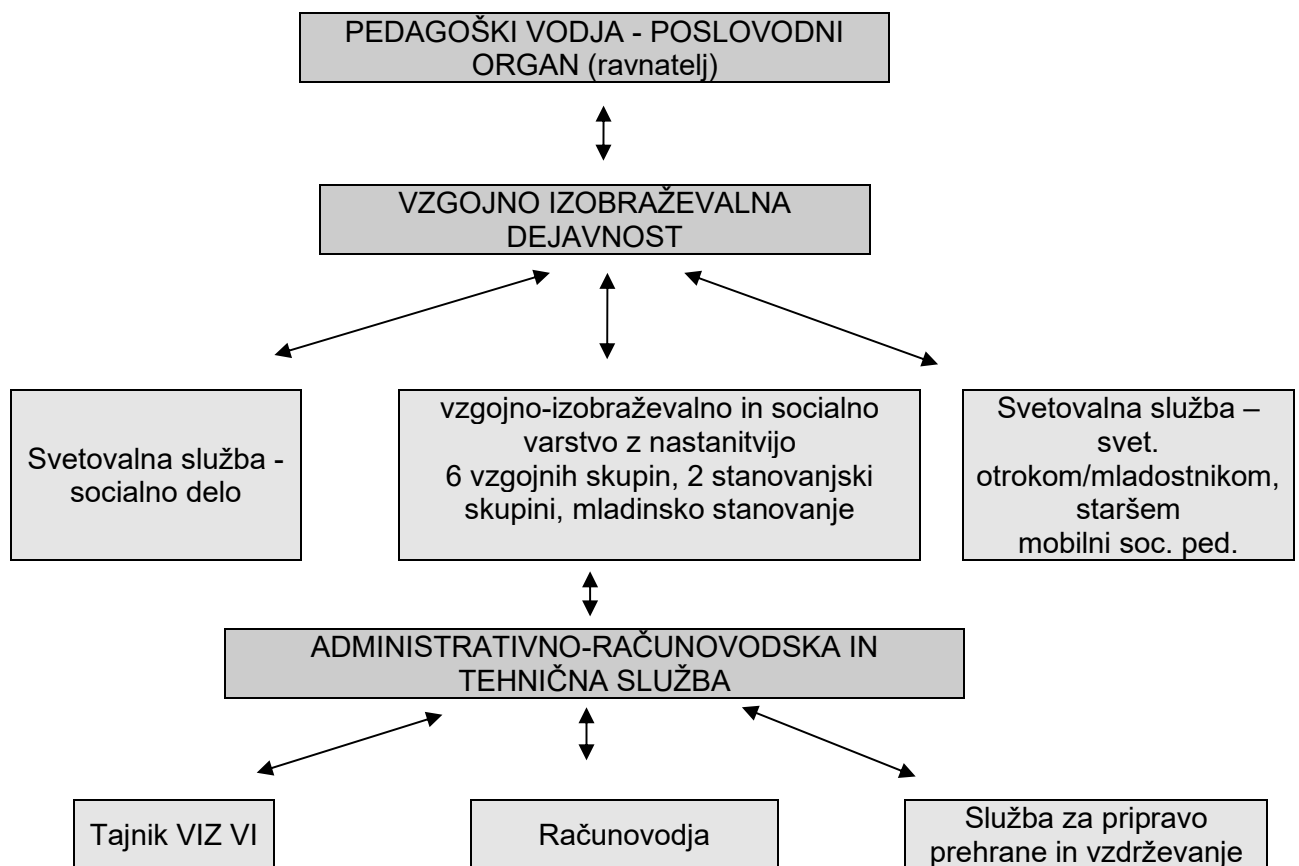 PEDAGOŠKI VODJA - POSLOVODNI
ORGAN (ravnatelj)
VZGOJNO IZOBRAŽEVALNA
DEJAVNOST
Svetovalna služba -
socialno delo
vzgojno-izobraževalno in socialno
varstvo z nastanitvijo
6 vzgojnih skupin, 2 stanovanjski
skupini, mladinsko stanovanje
Svetovalna služba –
svet.
otrokom/mladostnikom,
staršem
mobilni soc. ped.
ADMINISTRATIVNO-RAČUNOVODSKA IN
TEHNIČNA SLUŽBA
Tajnik VIZ VI
Računovodja
Služba za pripravo
prehrane in vzdrževanje